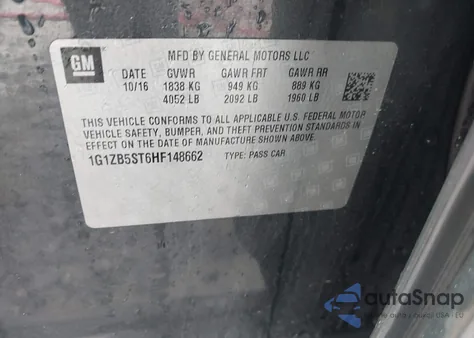 GM
MFD BY GENERAL MOTORS LLC
DATE GVWR GAWR FRT GAWR RR
10/16 1838 KG 949 KG 889 KG
4052 LB 2092 LB 1960 LB
THIS VEHICLE CONFORMS TO ALL APPLICABLE U.S. FEDERAL MOTOR
VEHICLE SAFETY, BUMPER, AND THEFT PREVENTION STANDARDS IN
EFFECT ON THE DATE OF MANUFACTURE SHOWN ABOVE.
1G1ZB5ST6HF148662 TYPE: PASS CAR
autoSnap